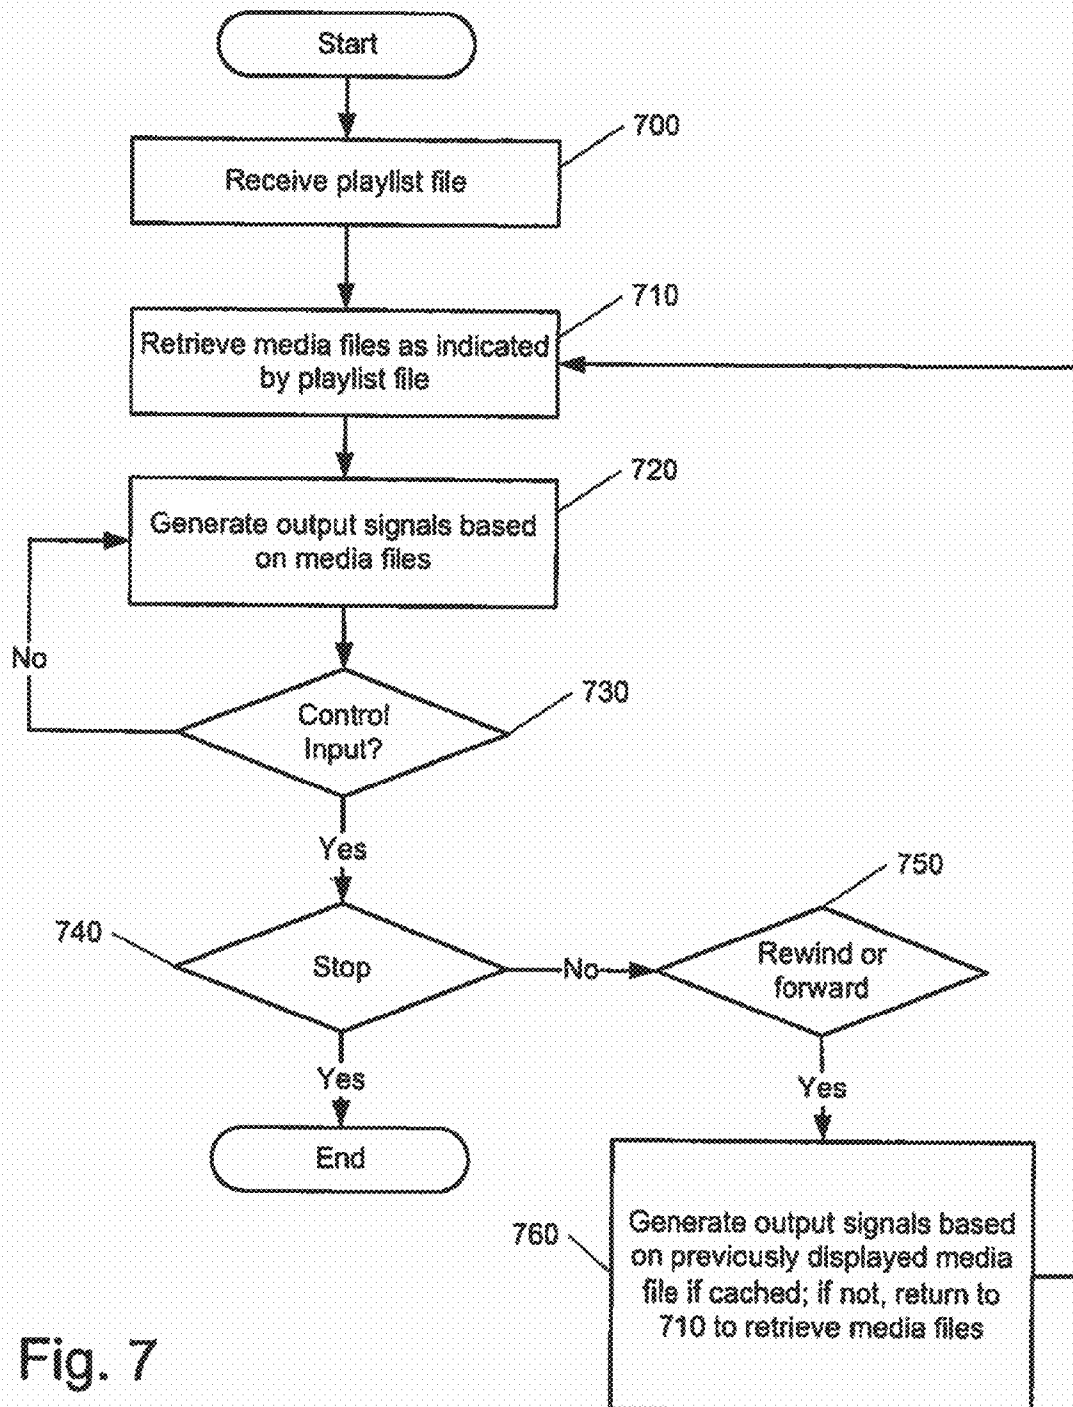 Start
700
Receive playlist file
710
Retrieve media files as indicated
by playlist file
720
Generate output signals based
on media files
No
730
Control
Input?
Yes
740
Stop
No
750
Rewind or
forward
Yes
Yes
End
760
Generate output signals based
on previously displayed media
file if cached; if not, return to
710 to retrieve media files
Fig. 7